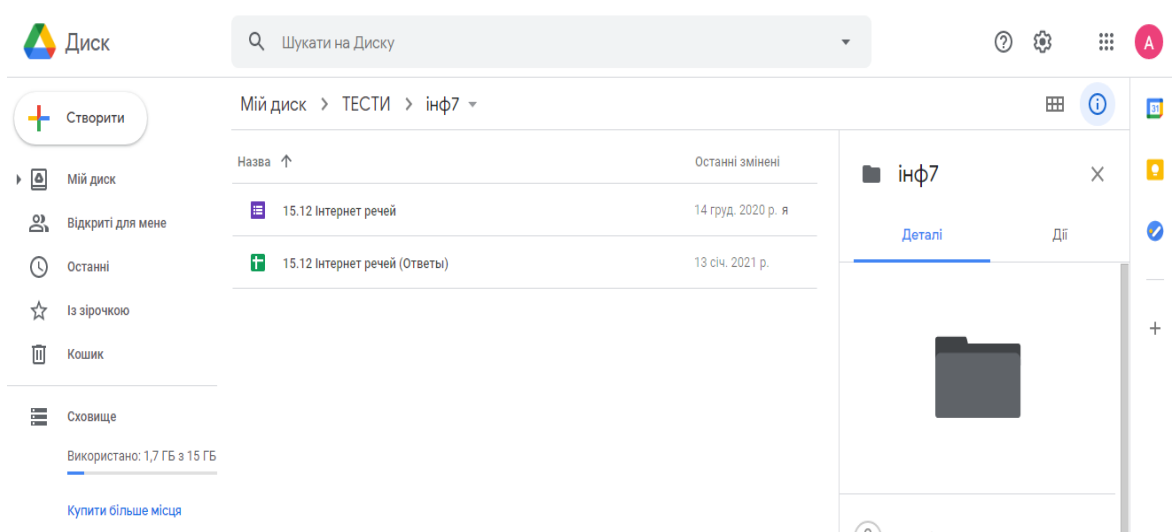 Диск
Шукати на Диску
A
Створити
Мій диск
Відкриті для мене
Останні
Із зірочкою
Кошик
Сховище
Використано: 1,7 ГБ з 15 ГБ
Купити більше місця
Мій диск > ТЕСТИ > інф7
Назва Останні змінені
15.12 Інтернет речей 14 груд. 2020 р. я
15.12 Інтернет речей (Ответы) 13 січ. 2021 р.
інф7
Деталі Дії
31